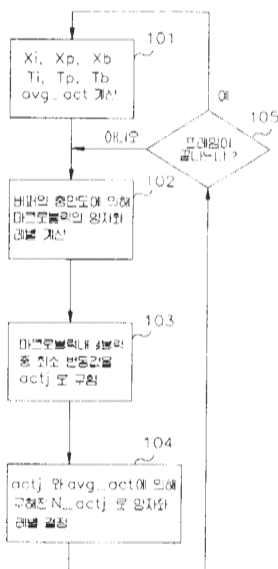 101
Xi, Xp, Xb
Ti, Tp, Tb
avg_act 계산
예
105
아니오
프레임이
끝나는나?
102
버퍼의 충만도에 의해
마크로블럭의 양자화
레벨 계산
103
마크로블럭내 블럭
중 최소 변동값을
actj 로 구함
104
actj 와 avg_act에 의해
구해진 N_actj 로 양자화
레벨 결정